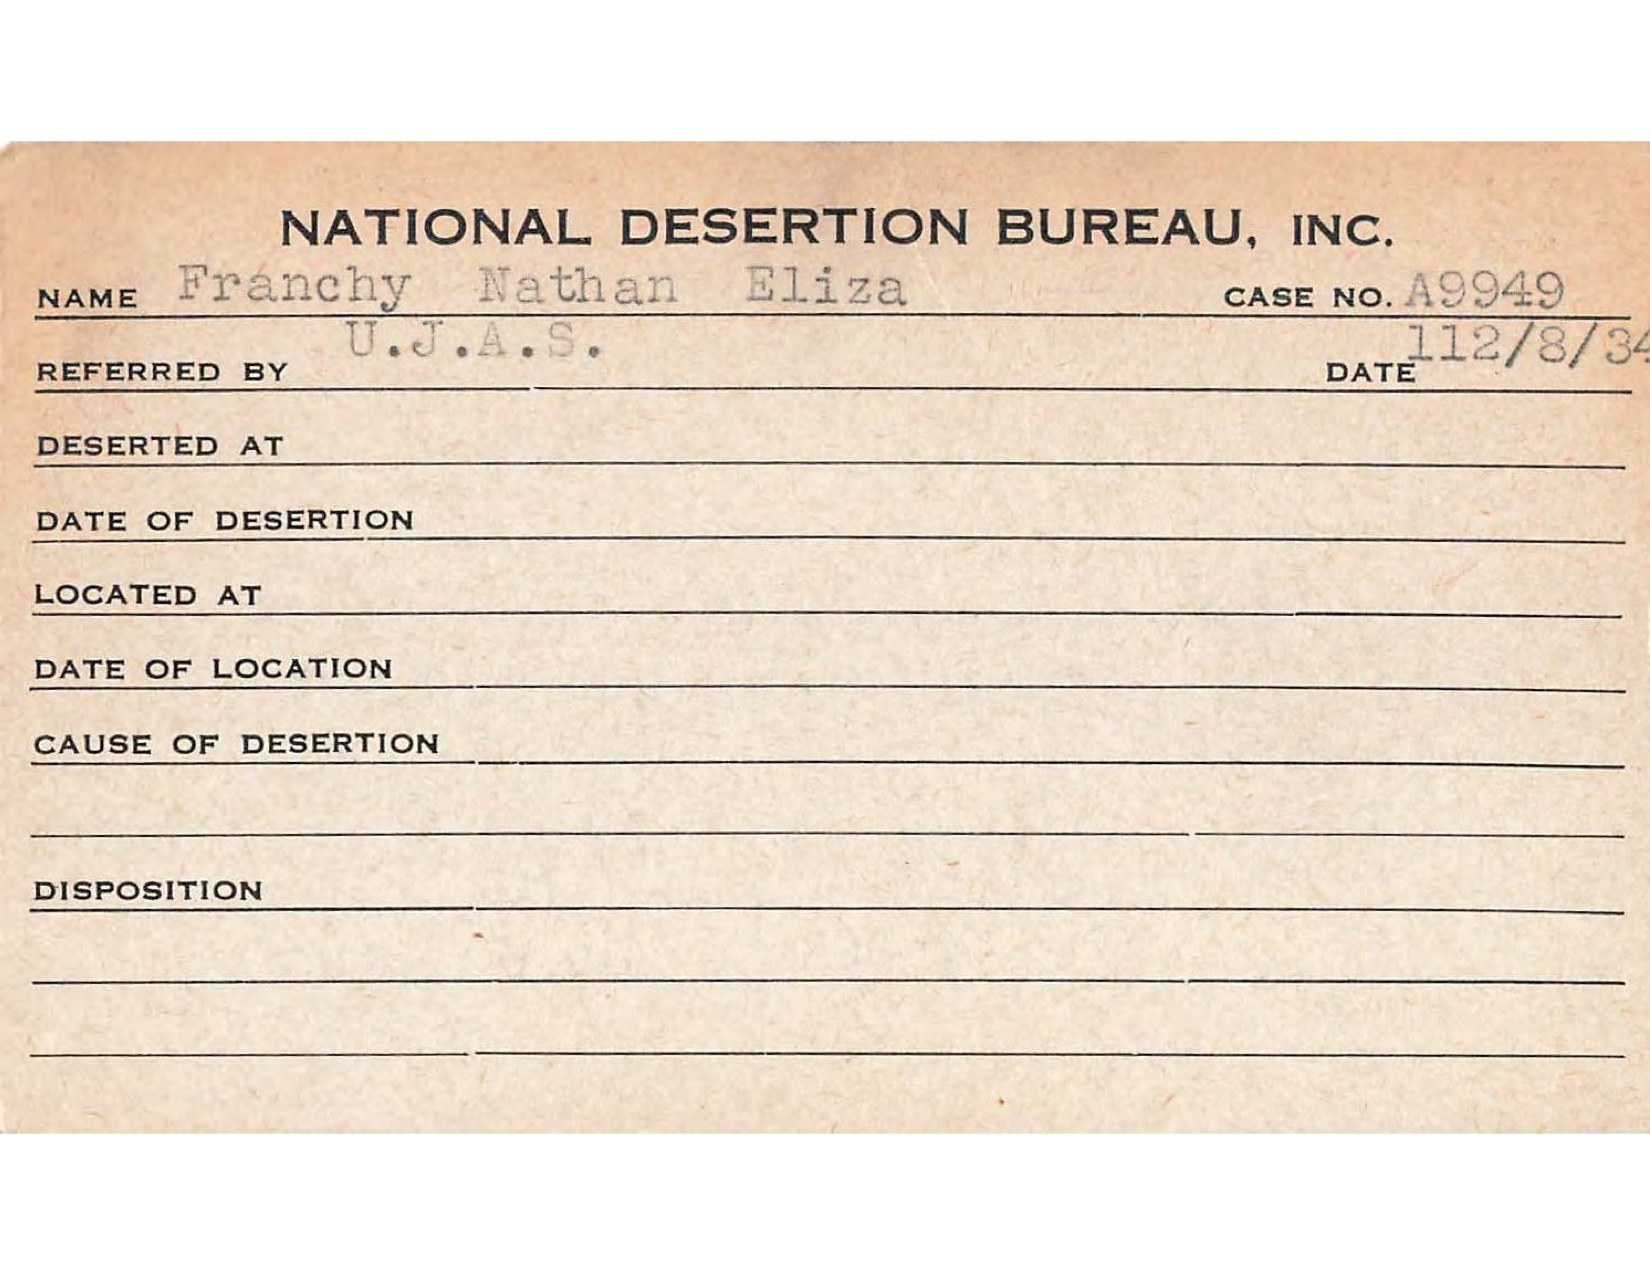 NATIONAL DESERTION BUREAU, INC.
NAME Franchy Nathan Eliza CASE NO. A9949
REFERRED BY U.J.A.S. DATE 112/8/34
DESERTED AT
DATE OF DESERTION
LOCATED AT
DATE OF LOCATION
CAUSE OF DESERTION
DISPOSITION